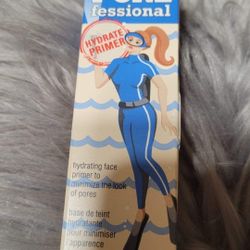 PORE
fessional
HYDRATE
PRIMER
hydrating face
primer to
minimize the look
of pores
base de teint
hydratante
pour minimiser
l'apparence